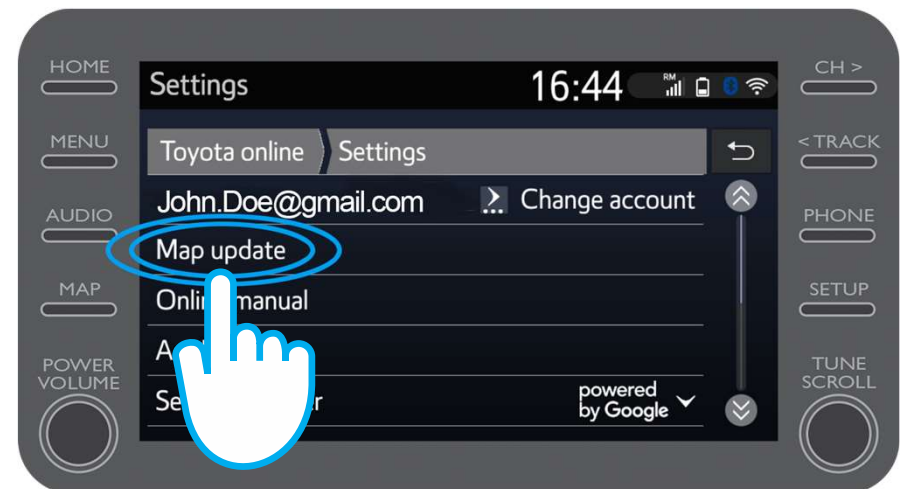 HOME
CH >
Settings
16:44
RM
MENU
Toyota online
Settings
< TRACK
John.Doe@gmail.com
Change account
AUDIO
PHONE
Map update
MAP
Online manual
SETUP
POWER
VOLUME
TUNE
SCROLL
powered
by Google